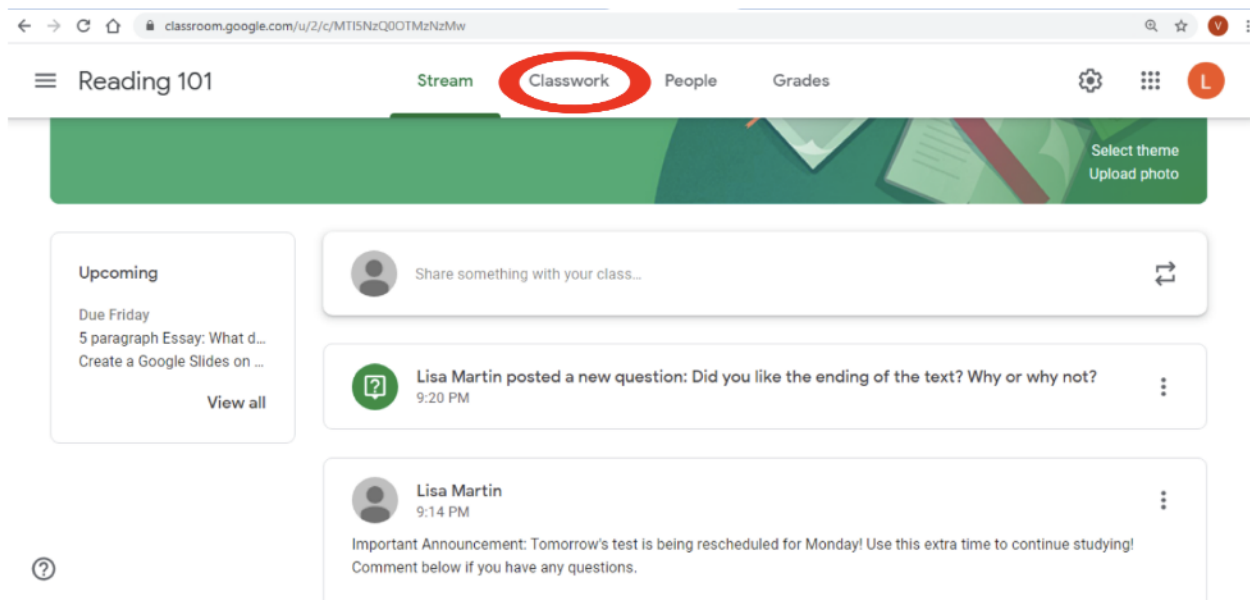 classroom.google.com/u/2/c/MTI5NzQ0OTMzNzMw
V
Reading 101
Stream
Classwork
People
Grades
L
Select theme
Upload photo
Upcoming
Due Friday
5 paragraph Essay: What d...
Create a Google Slides on ...
View all
Share something with your class...
Lisa Martin posted a new question: Did you like the ending of the text? Why or why not?
9:20 PM
Lisa Martin
9:14 PM
Important Announcement: Tomorrow's test is being rescheduled for Monday! Use this extra time to continue studying!
Comment below if you have any questions.